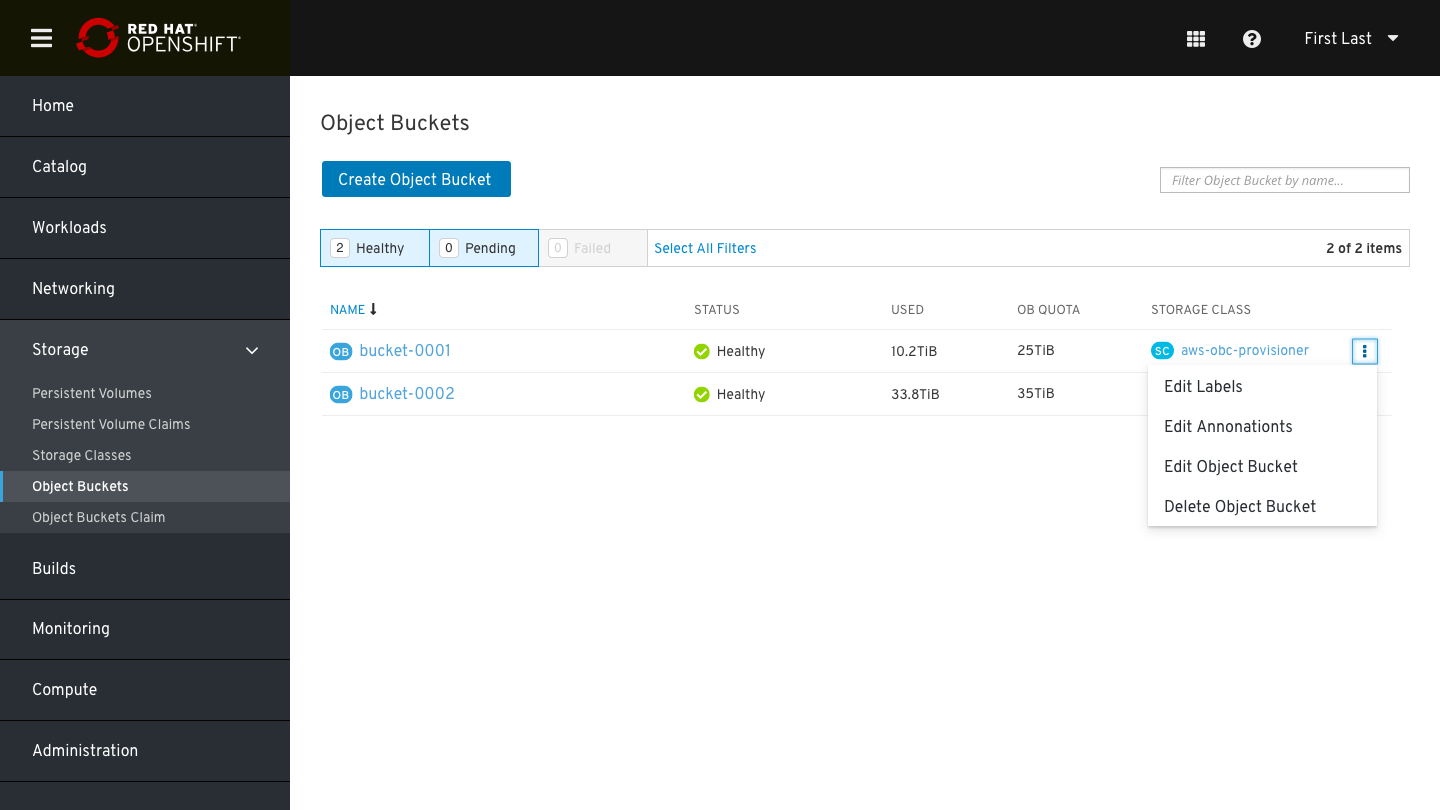 RED HAT
OPENSHIFT
First Last
Home
Catalog
Workloads
Networking
Storage
Persistent Volumes
Persistent Volume Claims
Storage Classes
Object Buckets
Object Buckets Claim
Builds
Monitoring
Compute
Administration
Object Buckets
Create Object Bucket
Filter Object Bucket by name...
2 Healthy 0 Pending 0 Failed Select All Filters 2 of 2 items
NAME STATUS USED OB QUOTA STORAGE CLASS
OB bucket-0001 Healthy 10.2TiB 25TiB SC aws-obc-provisioner
OB bucket-0002 Healthy 33.8TiB 35TiB
Edit Labels
Edit Annonationts
Edit Object Bucket
Delete Object Bucket